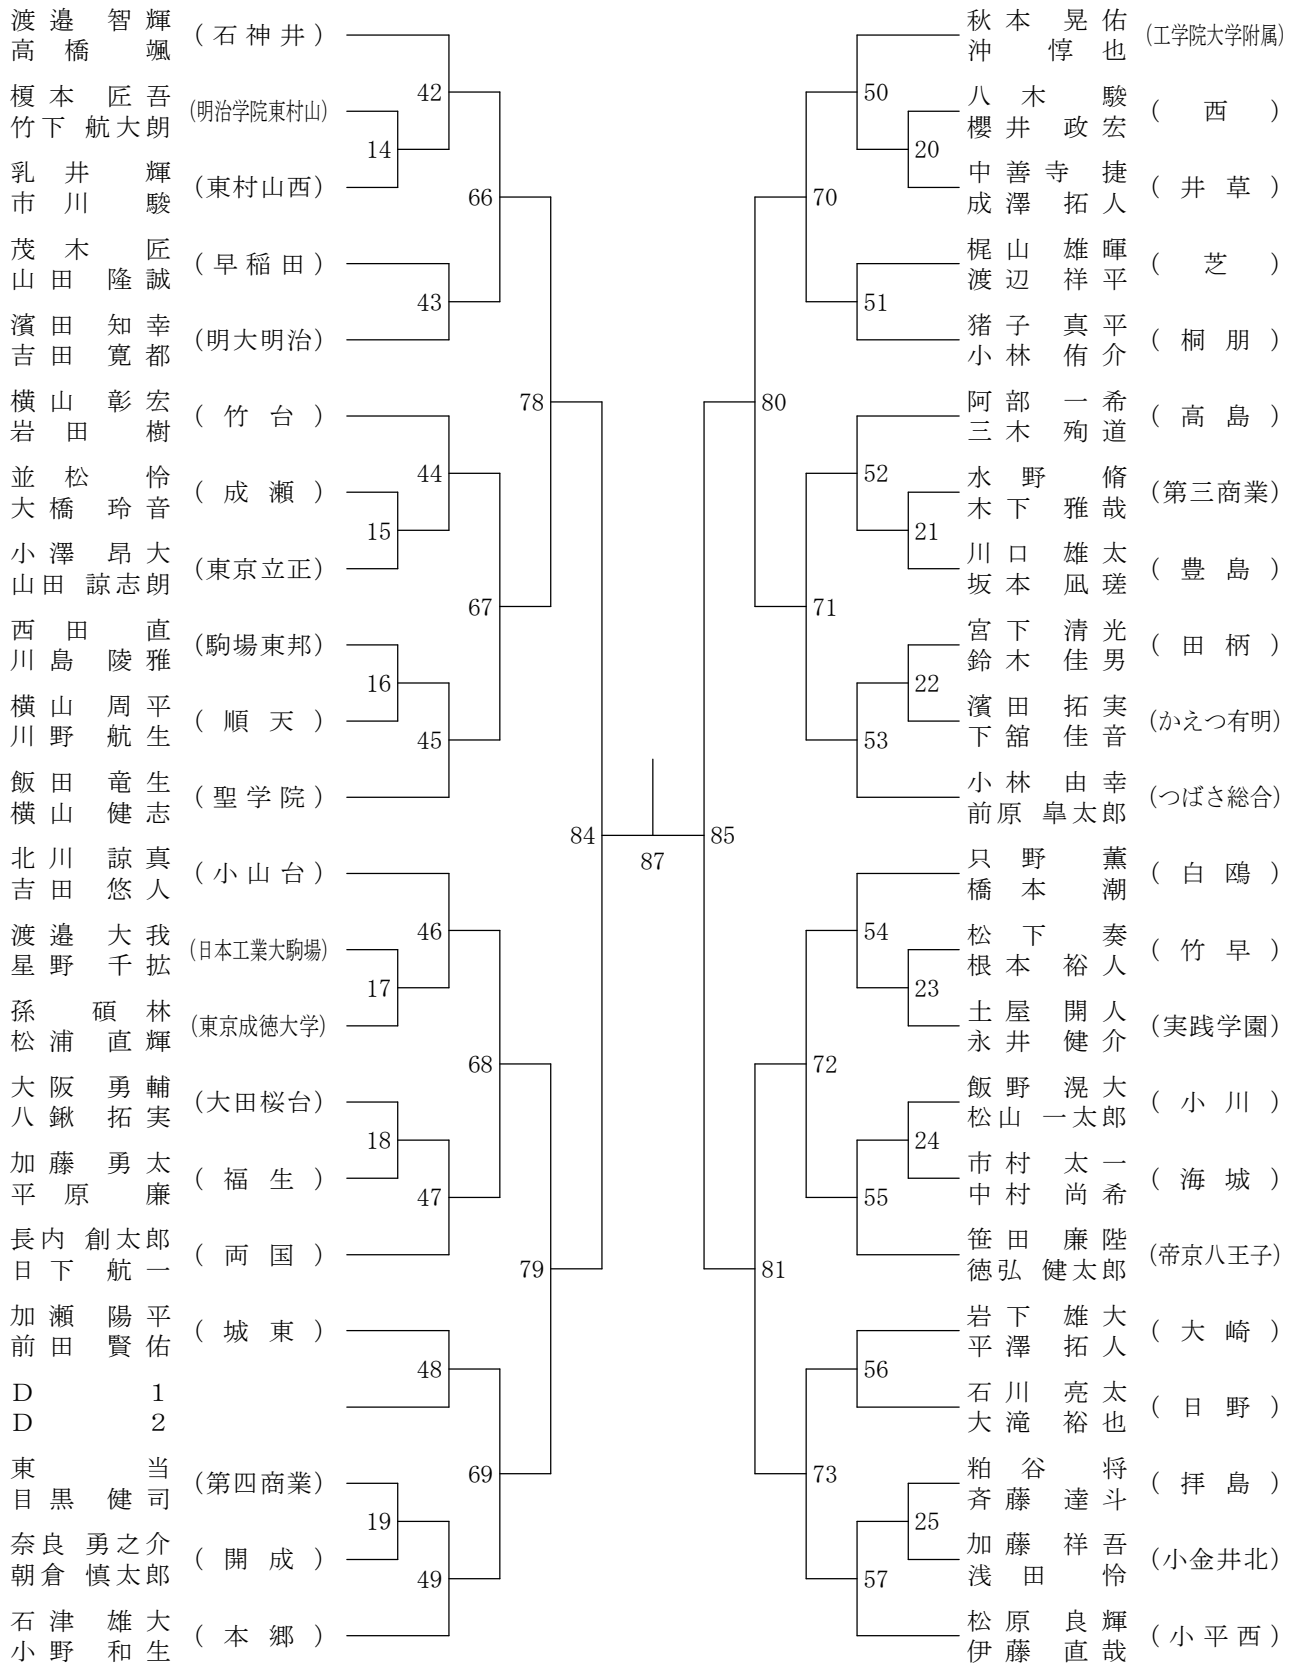 渡邉 智輝
高橋 颯
(石神井)
榎本 匠吾
竹下 航大朗
(明治学院東村山)
乳井 輝
市川 駿
(東村山西)
茂木 匠
山田 隆誠
(早稲田)
濱田 知幸
吉田 寛都
(明大明治)
横山 彰宏
岩田 樹
(竹台)
並松 怜
大橋 玲音
(成瀬)
小澤 昂大
山田 諒志朗
(東京立正)
西田 直
川島 陵雅
(駒場東邦)
横山 周平
川野 航生
(順天)
飯田 竜生
横山 健志
(聖学院)
北川 諒真
吉田 悠人
(小山台)
渡邉 大我
星野 千拡
(日本工業大駒場)
孫 碩林
松浦 直輝
(東京成徳大学)
大阪 勇輔
八鍬 拓実
(大田桜台)
加藤 勇太
平原 廉
(福生)
長内 創太郎
日下 航一
(両国)
加瀬 陽平
前田 賢佑
(城東)
D 1
D 2
東 当
目黒 健司
(第四商業)
奈良 勇之介
朝倉 慎太郎
(開成)
石津 雄大
小野 和生
(本郷)
42
14
66
43
78
44
15
67
16
45
84
46
17
68
18
47
79
48
69
19
49
87
85
50
20
70
51
80
52
21
71
22
53
54
23
72
24
55
81
56
73
25
57
秋本 晃佑
沖 惇也
(工学院大学附属)
八木 駿
櫻井 政宏
(西)
中善寺 捷
成澤 拓人
(井草)
梶山 雄暉
渡辺 祥平
(芝)
猪子 真平
小林 侑介
(桐朋)
阿部 一希
三木 殉道
(高島)
水野 脩
木下 雅哉
(第三商業)
川口 雄太
坂本 凪瑳
(豊島)
宮下 清光
鈴木 佳男
(田柄)
濱田 拓実
下舘 佳音
(かえつ有明)
小林 由幸
前原 皐太郎
(つばさ総合)
只野 薫
橋本 潮
(白鴎)
松下 奏
根本 裕人
(竹早)
土屋 開人
永井 健介
(実践学園)
飯野 滉大
松山 一太郎
(小川)
市村 太一
中村 尚希
(海城)
笹田 廉陛
徳弘 健太郎
(帝京八王子)
岩下 雄大
平澤 拓人
(大崎)
石川 亮太
大滝 裕也
(日野)
粕谷 将
斉藤 達斗
(拝島)
加藤 祥吾
浅田 怜
(小金井北)
松原 良輝
伊藤 直哉
(小平西)